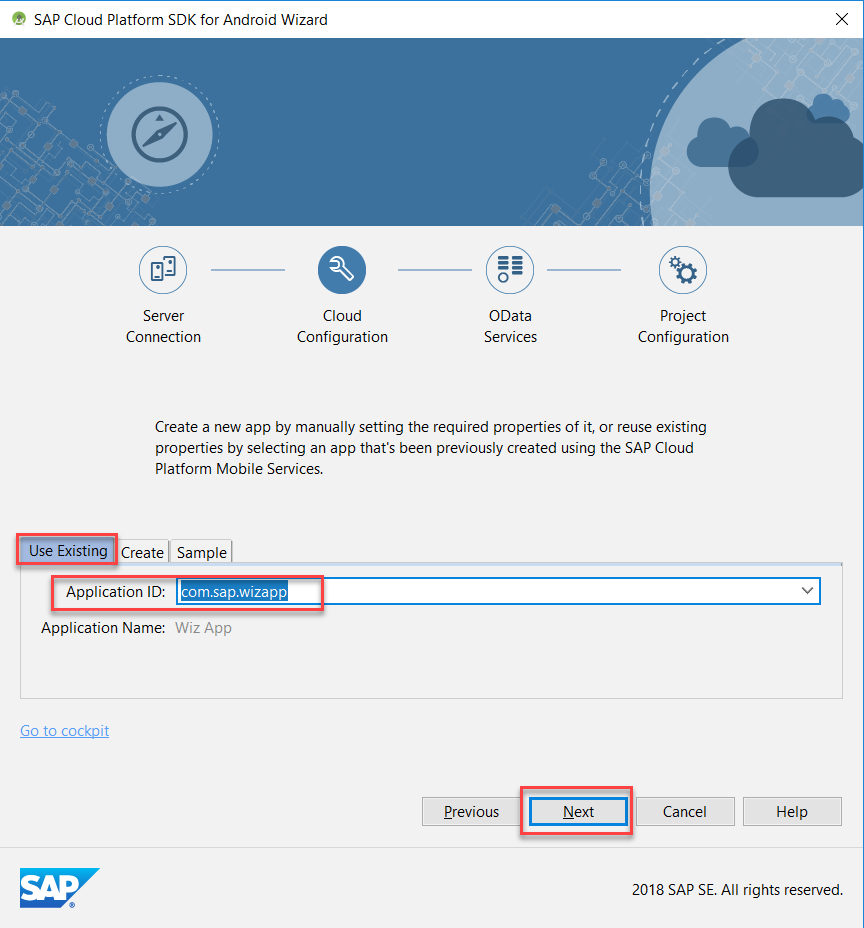 SAP Cloud Platform SDK for Android Wizard
Server
Connection
Cloud
Configuration
OData
Services
Project
Configuration
Create a new app by manually setting the required properties of it, or reuse existing
properties by selecting an app that's been previously created using the SAP Cloud
Platform Mobile Services.
Use Existing Create Sample
Application ID: com.sap.wizapp
Application Name: Wiz App
Go to cockpit
Previous Next Cancel Help
SAP®
2018 SAP SE. All rights reserved.